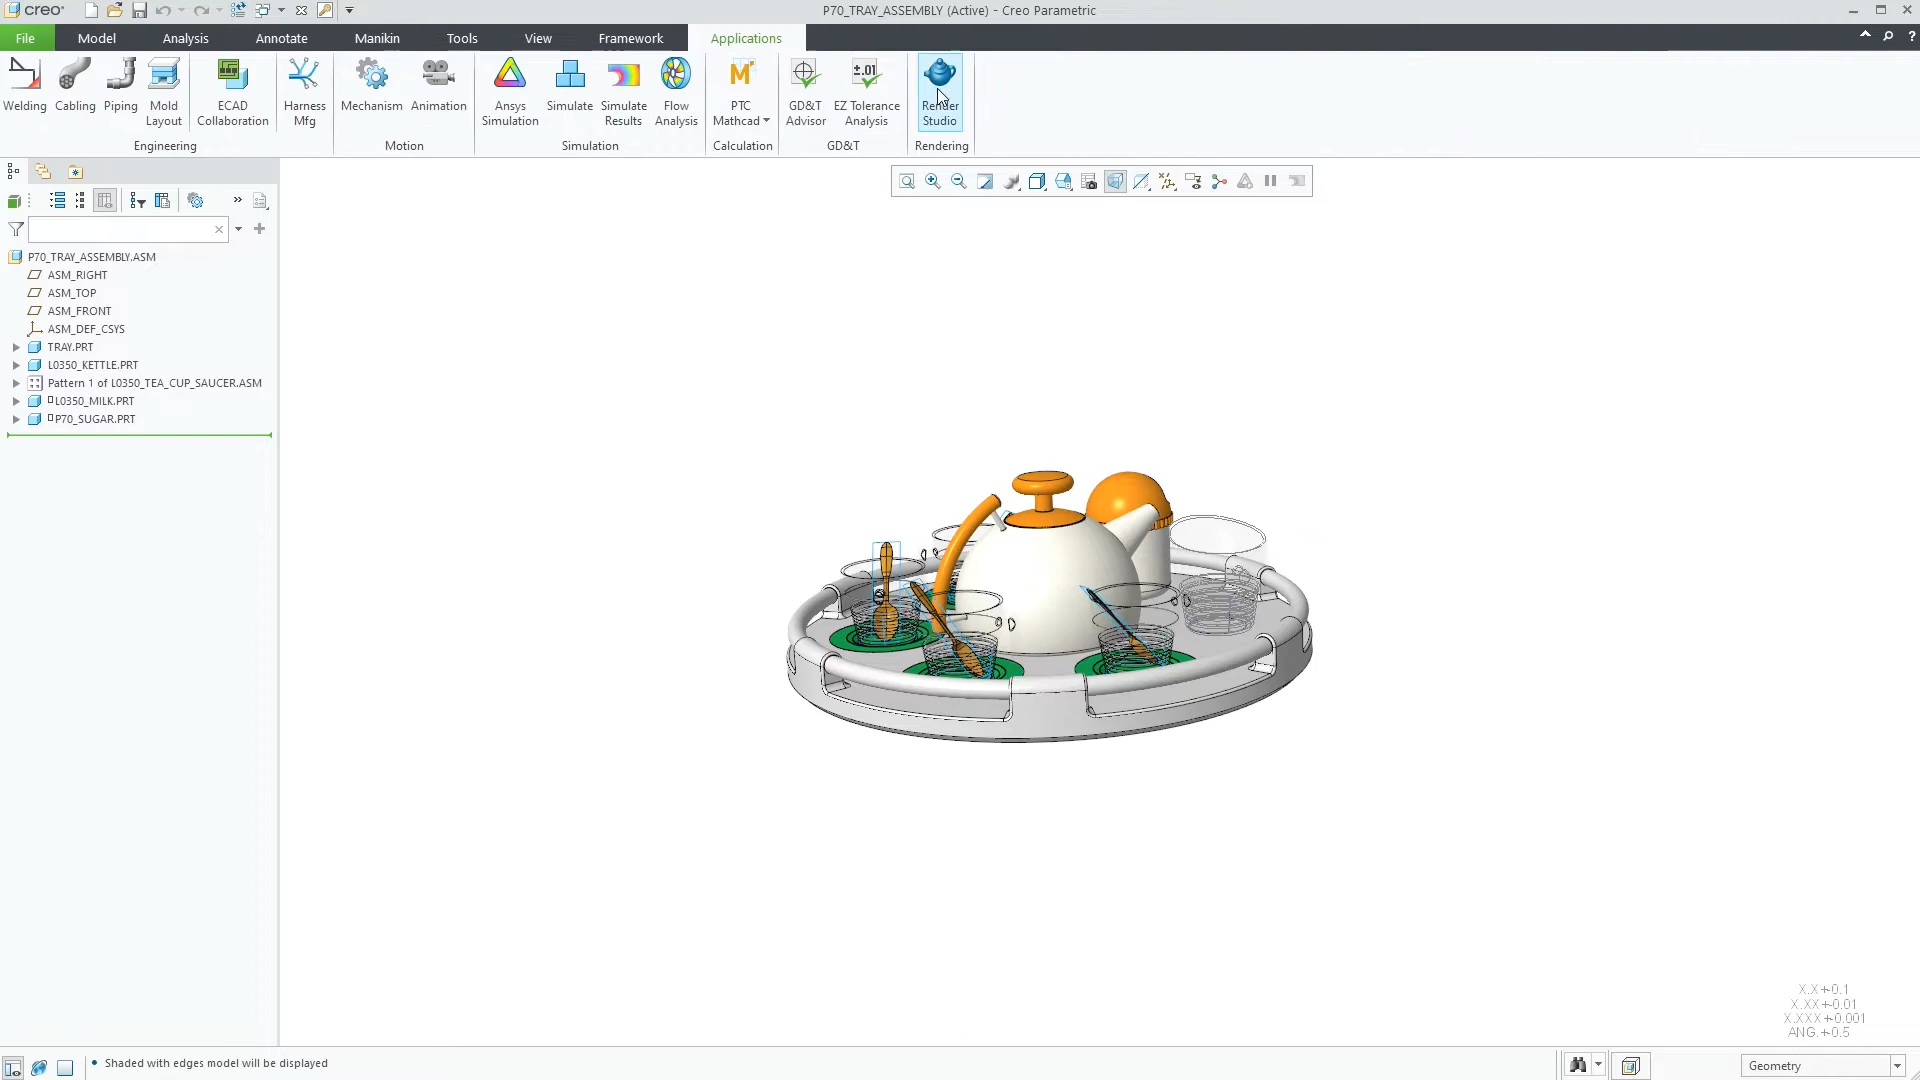 creo
P70_TRAY_ASSEMBLY (Active) - Creo Parametric
File
Model
Analysis
Annotate
Manikin
Tools
View
Framework
Applications
?
Welding
Cabling
Piping
Mold
Layout
ECAD
Collaboration
Harness
Mfg
Mechanism
Animation
Ansys
Simulation
Simulate
Simulate
Results
Flow
Analysis
PTC
Mathcad
GD&T
Advisor
±.01
EZ Tolerance
Analysis
Render
Studio
Engineering
Motion
Simulation
Calculation
GD&T
Rendering
P70_TRAY_ASSEMBLY.ASM
ASM_RIGHT
ASM_TOP
ASM_FRONT
ASM_DEF_CSYS
TRAY.PRT
L0350_KETTLE.PRT
Pattern 1 of L0350_TEA_CUP_SAUCER.ASM
L0350_MILK.PRT
P70_SUGAR.PRT
X.X+-0.1
X.XX+-0.01
X.XXX+-0.001
ANG.+-0.5
• Shaded with edges model will be displayed
Geometry